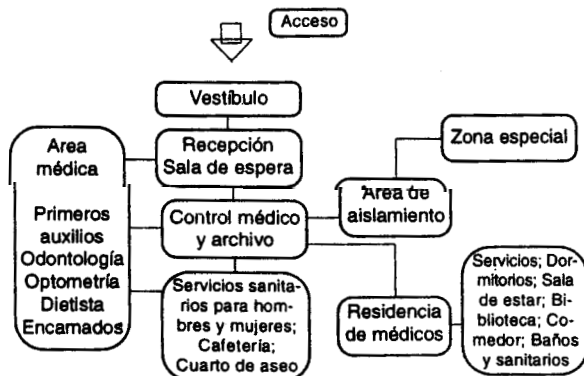 Acceso
Vestíbulo
Area
médica
Recepción
Sala de espera
Zona especial
Area de
aislamiento
Primeros
auxilios
Odontología
Optometría
Dietista
Encarnados
Control médico
y archivo
Servicios sanita-
rios para hom-
bres y mujeres;
Cafetería;
Cuarto de aseo
Residencia
de médicos
Servicios; Dor-
mitorios; Sala
de estar; Bi-
blioteca; Co-
medor; Baños
y sanitarios